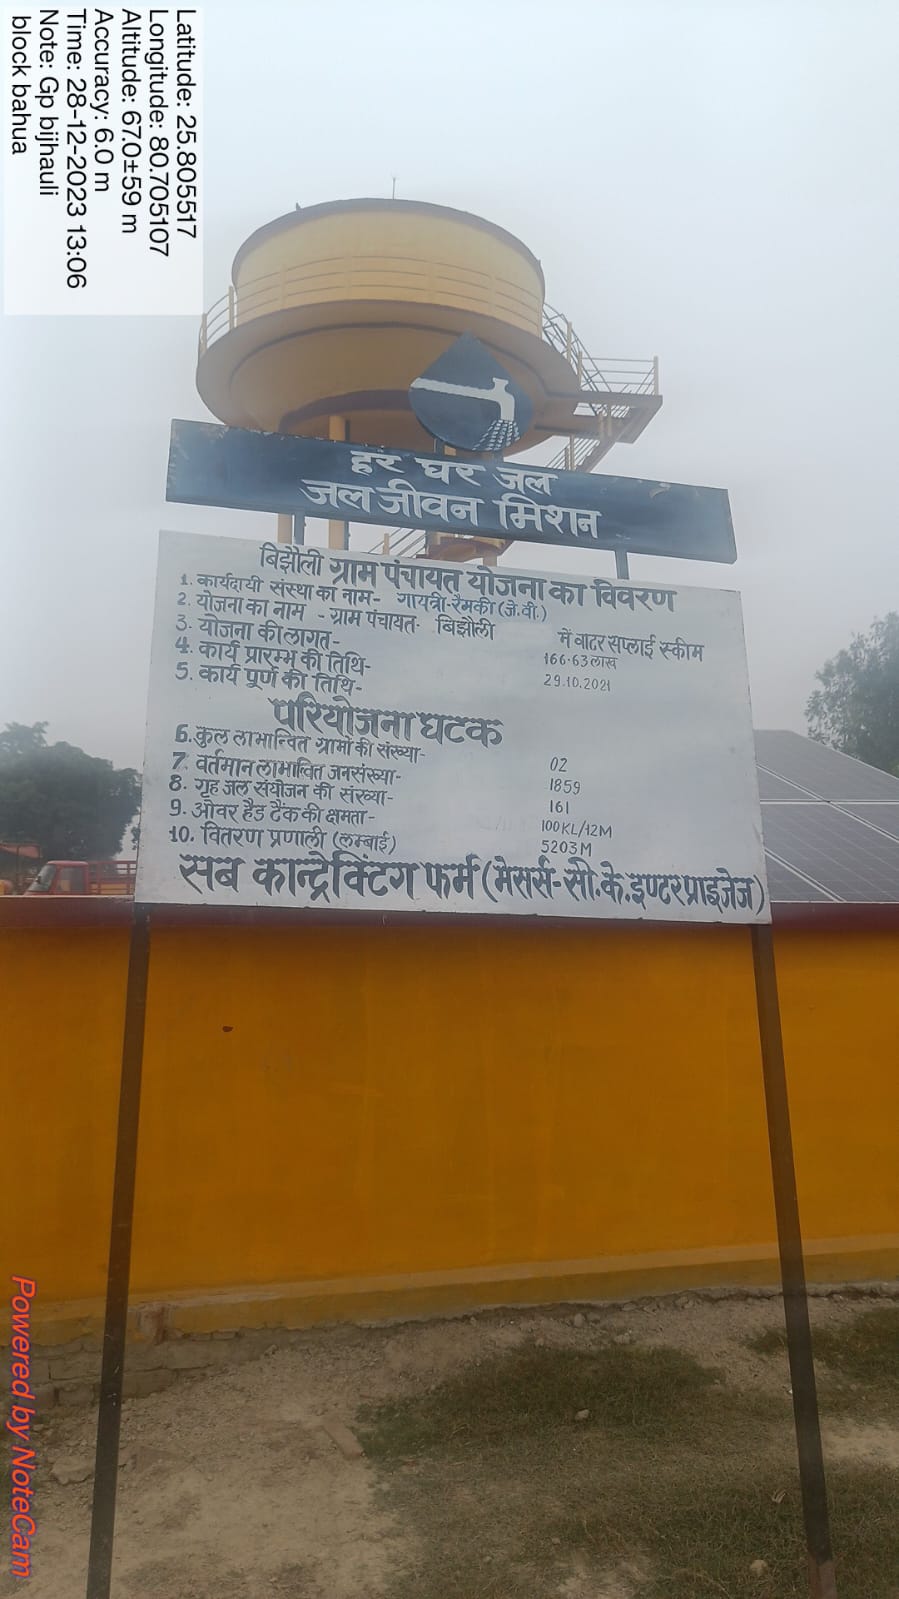 Latitude: 25.805517
Longitude: 80.705107
Altitude: 67.0±59 m
Accuracy: 6.0 m
Time: 28-12-2023 13:06
Note: Gp bijhauli
block bahua
हर घर जल
जल जीवन मिशन
बिझौली ग्राम पंचायत योजना का विवरण
1. कार्यदायी संस्था का नाम- गायत्री-रैमकी (जे.वी.)
2. योजना का नाम - ग्राम पंचायत- बिझौली में वाटर सप्लाई स्कीम
3. योजना की लागत- 166.63 लाख
4. कार्य प्रारम्भ की तिथि- 29.10.2021
5. कार्य पूर्ण की तिथि-
परियोजना घटक
6. कुल लाभान्वित ग्रामों की संख्या- 02
7. वर्तमान लाभान्वित जनसंख्या- 1859
8. गृह जल संयोजन की संख्या- 161
9. ओवर हैड टैंक की क्षमता- 100KL/12M
10. वितरण प्रणाली (लम्बाई) 5203M
सब कान्ट्रेक्टिंग फर्म (मेसर्स-सी.के.इण्टरप्राइजेज)
Powered by NoteCam